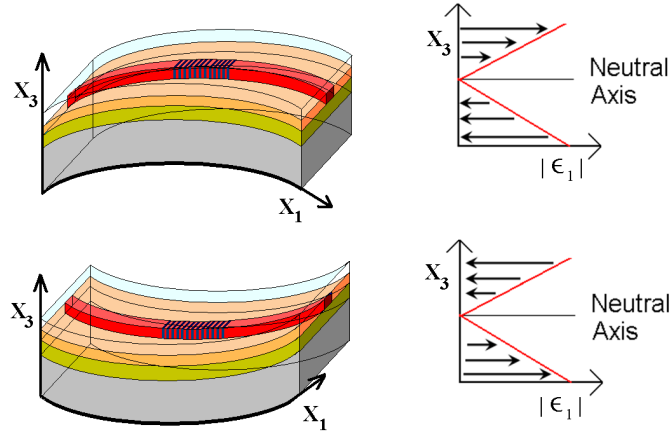 X3
X1
X3
Neutral
Axis
| ϵ1 |
X3
X1
X3
Neutral
Axis
| ϵ1 |